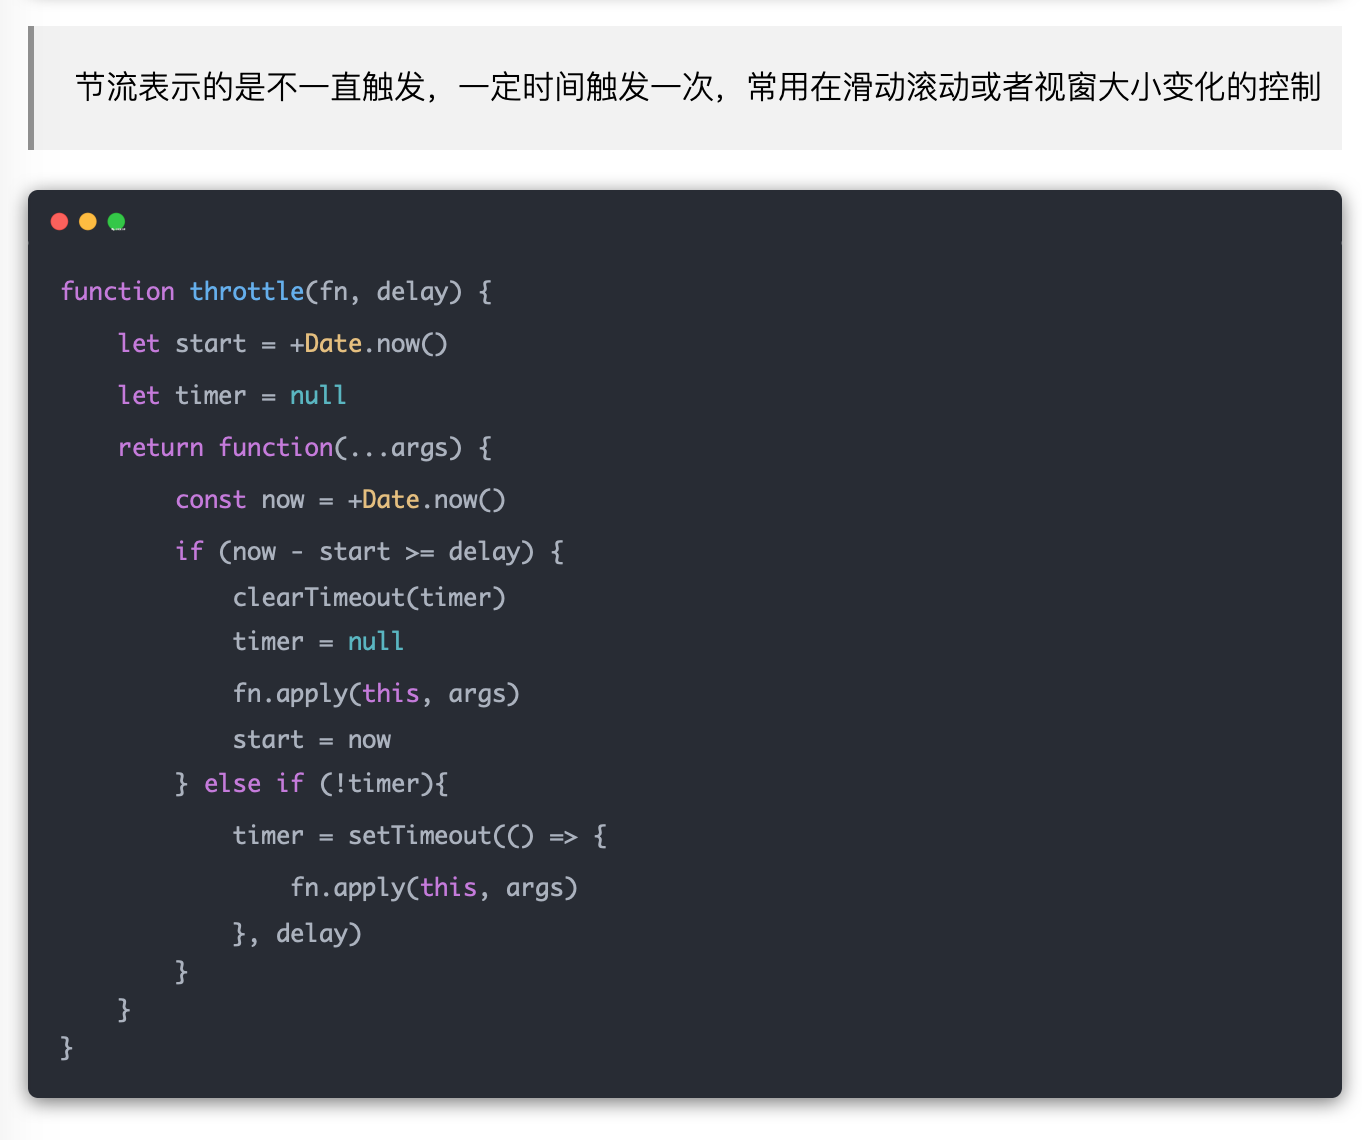 节流表示的是不一直触发，一定时间触发一次，常用在滑动滚动或者视窗大小变化的控制
function throttle(fn, delay) {
    let start = +Date.now()
    let timer = null
    return function(...args) {
        const now = +Date.now()
        if (now - start >= delay) {
            clearTimeout(timer)
            timer = null
            fn.apply(this, args)
            start = now
        } else if (!timer){
            timer = setTimeout(() => {
                fn.apply(this, args)
            }, delay)
        }
    }
}